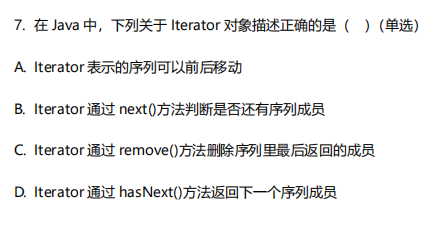 7. 在 Java 中，下列关于 Iterator 对象描述正确的是（　）（单选）
A. Iterator 表示的序列可以前后移动
B. Iterator 通过 next()方法判断是否还有序列成员
C. Iterator 通过 remove()方法删除序列里最后返回的成员
D. Iterator 通过 hasNext()方法返回下一个序列成员